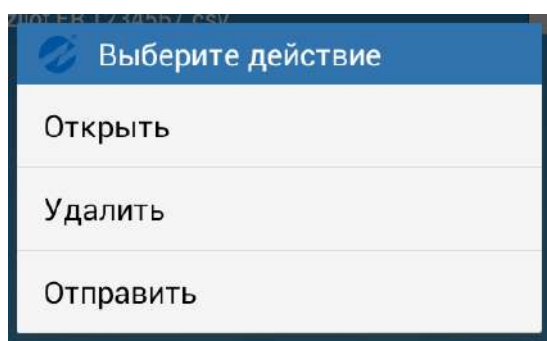 Выберите действие
Открыть
Удалить
Отправить